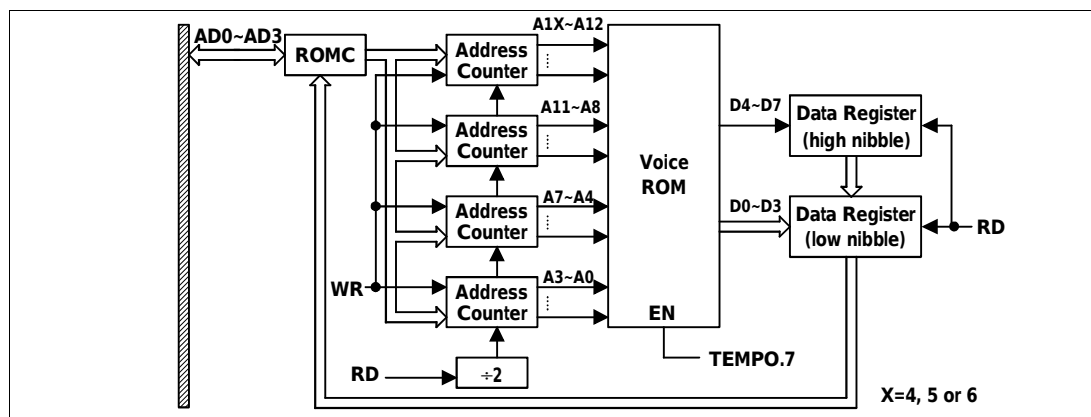 AD0~AD3
ROMC
Address
Counter
A1X~A12
Address
Counter
A11~A8
Address
Counter
A7~A4
Address
Counter
A3~A0
WR
RD
÷2
Voice
ROM
EN
TEMPO.7
D4~D7
Data Register
(high nibble)
D0~D3
Data Register
(low nibble)
RD
X=4, 5 or 6